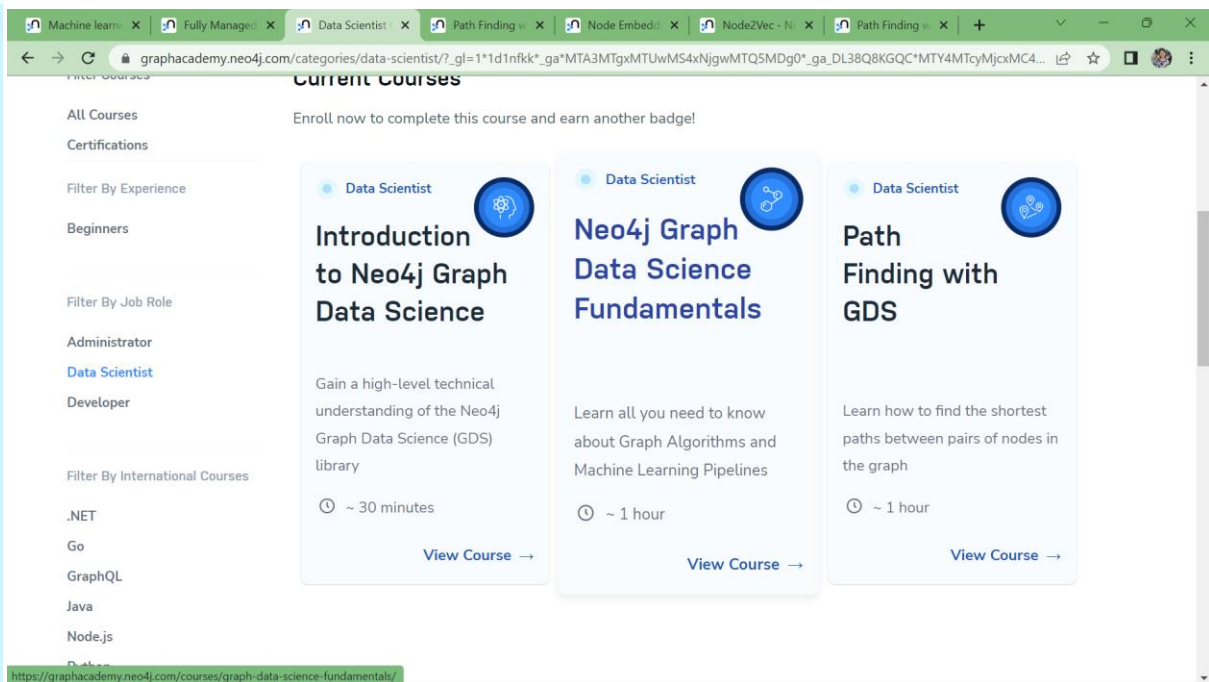 Machine learni
Fully Managed
Data Scientist
Path Finding w
Node Embedd
Node2Vec - N
Path Finding w
graphacademy.neo4j.com/categories/data-scientist/?_gl=1*1d1nfkk*_ga*MTA3MTgxMTUwMS4xNjgwMTQ5MDg0*_ga_DL38Q8KGQC*MTY4MTcyMjcxMC4...
Filter Courses
All Courses
Certifications
Filter By Experience
Beginners
Filter By Job Role
Administrator
Data Scientist
Developer
Filter By International Courses
.NET
Go
GraphQL
Java
Node.js
Python
Current Courses
Enroll now to complete this course and earn another badge!
Data Scientist
Introduction
to Neo4j Graph
Data Science
Gain a high-level technical
understanding of the Neo4j
Graph Data Science (GDS)
library
~ 30 minutes
View Course →
Data Scientist
Neo4j Graph
Data Science
Fundamentals
Learn all you need to know
about Graph Algorithms and
Machine Learning Pipelines
~ 1 hour
View Course →
Data Scientist
Path
Finding with
GDS
Learn how to find the shortest
paths between pairs of nodes in
the graph
~ 1 hour
View Course →
https://graphacademy.neo4j.com/courses/graph-data-science-fundamentals/